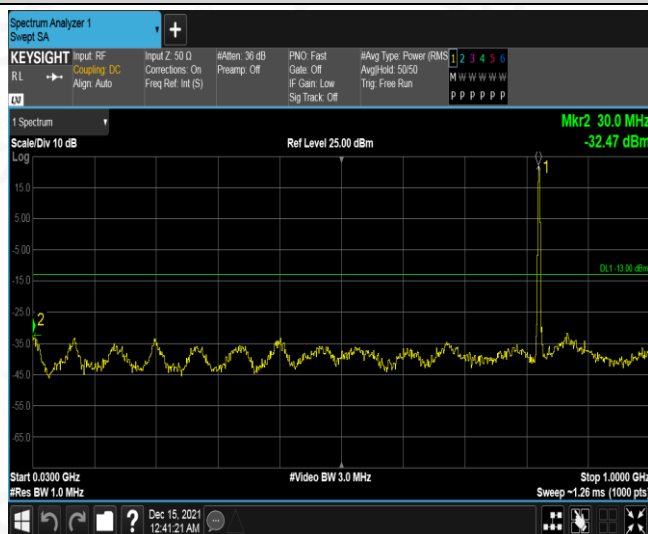 Spectrum Analyzer 1
Swept SA
+
KEYSIGHT
RL
Input: RF
Coupling: DC
Align: Auto
Input Z: 50 Ω
Corrections: On
Freq Ref: Int (S)
#Atten: 36 dB
Preamp: Off
PNO: Fast
Gate: Off
IF Gain: Low
Sig Track: Off
#Avg Type: Power (RMS
Avg|Hold: 50/50
Trig: Free Run
1 2 3 4 5 6
M W W W W W
P P P P P P
LXI
1 Spectrum
Scale/Div 10 dB
Ref Level 25.00 dBm
Mkr2 30.0 MHz
-32.47 dBm
Log
1
15.0
5.00
-5.00
DL1 -13.00 dBm
-15.0
-25.0
2
-35.0
-45.0
-55.0
-65.0
Start 0.0300 GHz
#Res BW 1.0 MHz
#Video BW 3.0 MHz
Stop 1.0000 GHz
Sweep ~1.26 ms (1000 pts)
?
Dec 15, 2021
12:41:21 AM